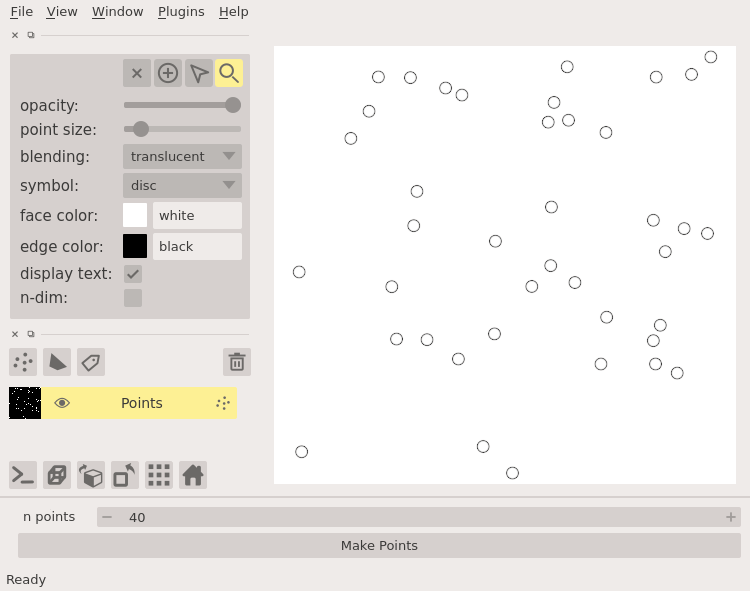 File View Window Plugins Help
opacity:
point size:
blending: translucent
symbol: disc
face color: white
edge color: black
display text:
n-dim:
Points
n points 40
Make Points
Ready